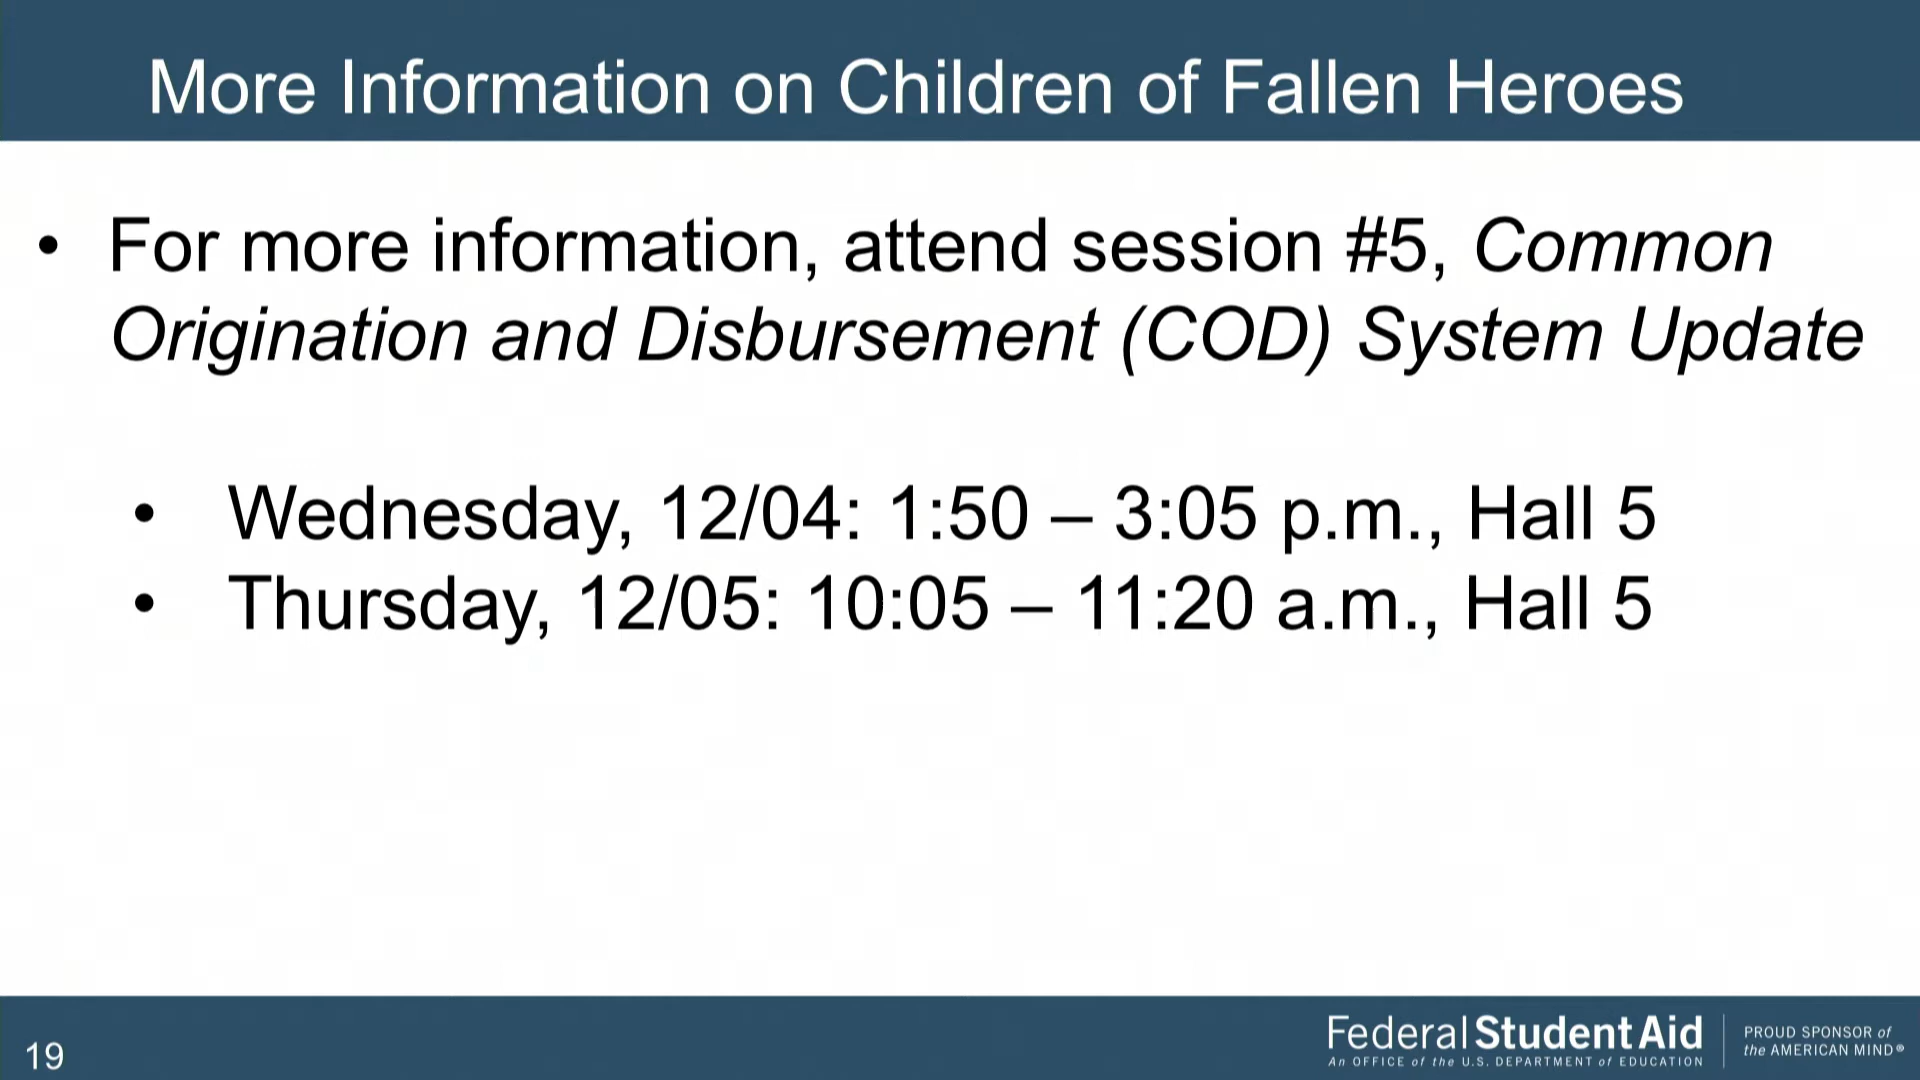 More Information on Children of Fallen Heroes
• For more information, attend session #5, Common
Origination and Disbursement (COD) System Update
• Wednesday, 12/04: 1:50 – 3:05 p.m., Hall 5
• Thursday, 12/05: 10:05 – 11:20 a.m., Hall 5
19
Federal Student Aid
An OFFICE of the U.S. DEPARTMENT of EDUCATION
PROUD SPONSOR of
the AMERICAN MIND®